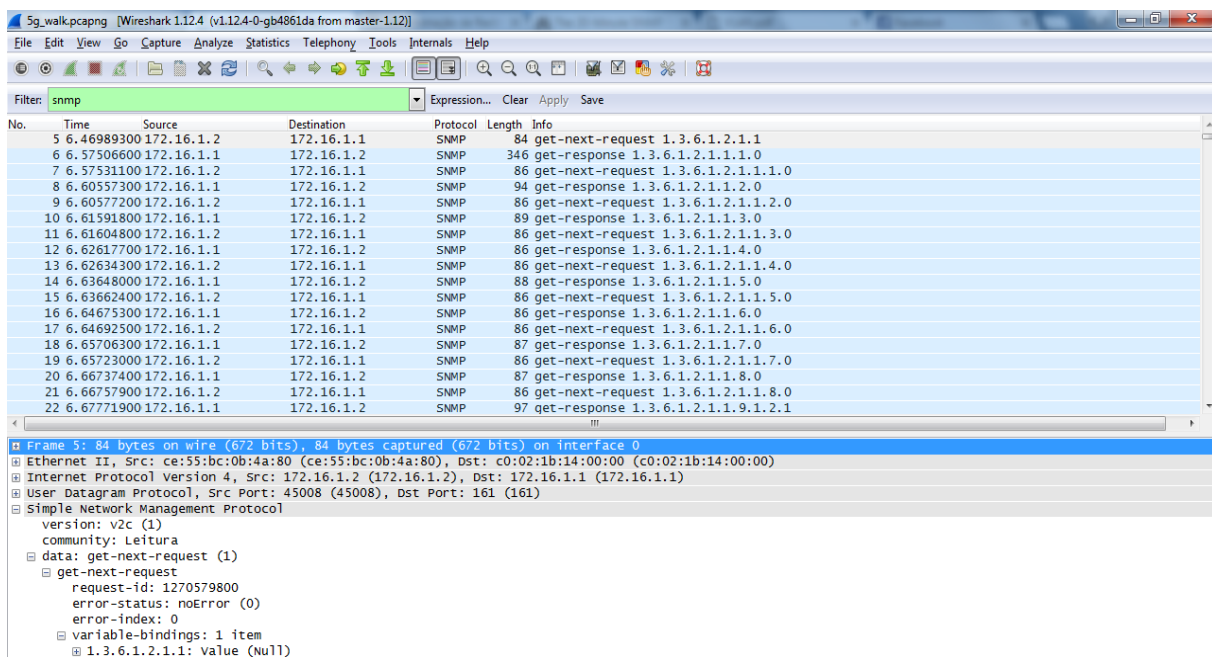 5g_walk.pcapng [Wireshark 1.12.4 (v1.12.4-0-gb4861da from master-1.12)]
File Edit View Go Capture Analyze Statistics Telephony Tools Internals Help
Filter: snmp Expression... Clear Apply Save
No. Time Source Destination Protocol Length Info
5 6.46989300 172.16.1.2 172.16.1.1 SNMP 84 get-next-request 1.3.6.1.2.1.1
6 6.57506600 172.16.1.1 172.16.1.2 SNMP 346 get-response 1.3.6.1.2.1.1.1.0
7 6.57531100 172.16.1.2 172.16.1.1 SNMP 86 get-next-request 1.3.6.1.2.1.1.1.0
8 6.60557300 172.16.1.1 172.16.1.2 SNMP 94 get-response 1.3.6.1.2.1.1.2.0
9 6.60577200 172.16.1.2 172.16.1.1 SNMP 86 get-next-request 1.3.6.1.2.1.1.2.0
10 6.61591800 172.16.1.1 172.16.1.2 SNMP 89 get-response 1.3.6.1.2.1.1.3.0
11 6.61604800 172.16.1.2 172.16.1.1 SNMP 86 get-next-request 1.3.6.1.2.1.1.3.0
12 6.62617700 172.16.1.1 172.16.1.2 SNMP 86 get-response 1.3.6.1.2.1.1.4.0
13 6.62634300 172.16.1.2 172.16.1.1 SNMP 86 get-next-request 1.3.6.1.2.1.1.4.0
14 6.63648000 172.16.1.1 172.16.1.2 SNMP 88 get-response 1.3.6.1.2.1.1.5.0
15 6.63662400 172.16.1.2 172.16.1.1 SNMP 86 get-next-request 1.3.6.1.2.1.1.5.0
16 6.64675300 172.16.1.1 172.16.1.2 SNMP 86 get-response 1.3.6.1.2.1.1.6.0
17 6.64692500 172.16.1.2 172.16.1.1 SNMP 86 get-next-request 1.3.6.1.2.1.1.6.0
18 6.65706300 172.16.1.1 172.16.1.2 SNMP 87 get-response 1.3.6.1.2.1.1.7.0
19 6.65723000 172.16.1.2 172.16.1.1 SNMP 86 get-next-request 1.3.6.1.2.1.1.7.0
20 6.66737400 172.16.1.1 172.16.1.2 SNMP 87 get-response 1.3.6.1.2.1.1.8.0
21 6.66757900 172.16.1.2 172.16.1.1 SNMP 86 get-next-request 1.3.6.1.2.1.1.8.0
22 6.67771900 172.16.1.1 172.16.1.2 SNMP 97 get-response 1.3.6.1.2.1.1.9.1.2.1
Frame 5: 84 bytes on wire (672 bits), 84 bytes captured (672 bits) on interface 0
Ethernet II, Src: ce:55:bc:0b:4a:80 (ce:55:bc:0b:4a:80), Dst: c0:02:1b:14:00:00 (c0:02:1b:14:00:00)
Internet Protocol Version 4, Src: 172.16.1.2 (172.16.1.2), Dst: 172.16.1.1 (172.16.1.1)
User Datagram Protocol, Src Port: 45008 (45008), Dst Port: 161 (161)
Simple Network Management Protocol
version: v2c (1)
community: Leitura
data: get-next-request (1)
get-next-request
request-id: 1270579800
error-status: noError (0)
error-index: 0
variable-bindings: 1 item
1.3.6.1.2.1.1: Value (Null)